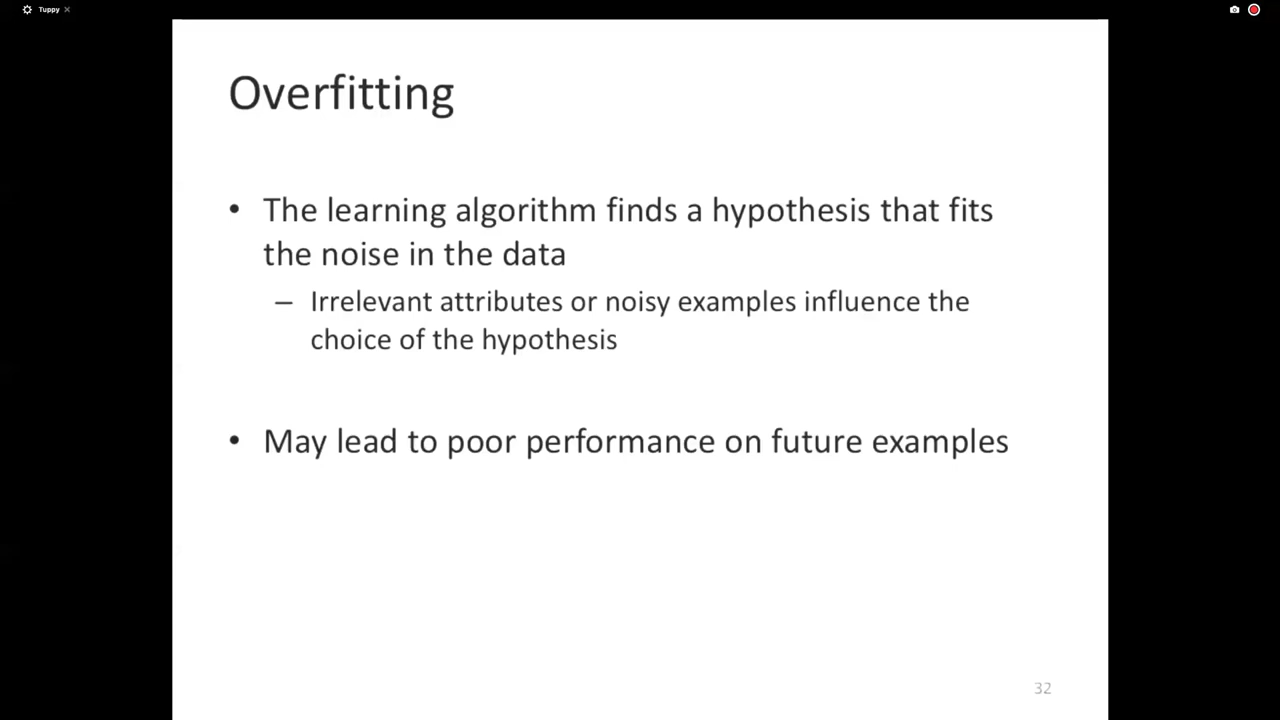 Tuppy ×
Overfitting
• The learning algorithm finds a hypothesis that fits
the noise in the data
– Irrelevant attributes or noisy examples influence the
choice of the hypothesis
• May lead to poor performance on future examples
32